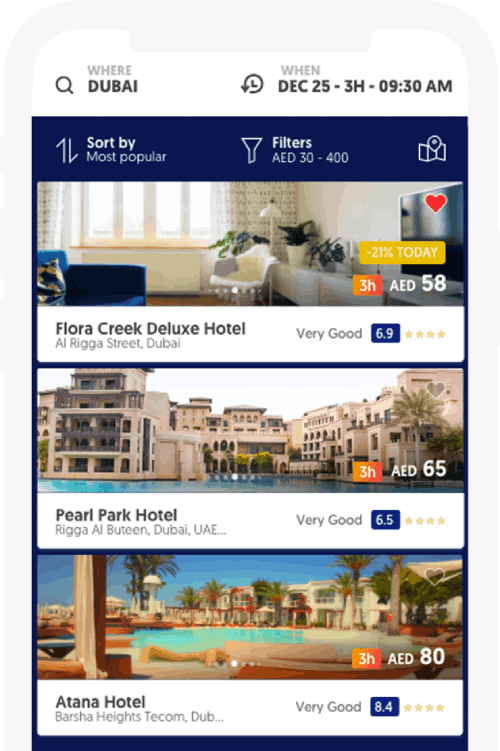 WHERE
DUBAI
WHEN
DEC 25 - 3H - 09:30 AM
Sort by
Most popular
Filters
AED 30 - 400
-21% TODAY
3h AED 58
Flora Creek Deluxe Hotel
Al Rigga Street, Dubai
Very Good 6.9
3h AED 65
Pearl Park Hotel
Rigga Al Buteen, Dubai, UAE...
Very Good 6.5
3h AED 80
Atana Hotel
Barsha Heights Tecom, Dub...
Very Good 8.4